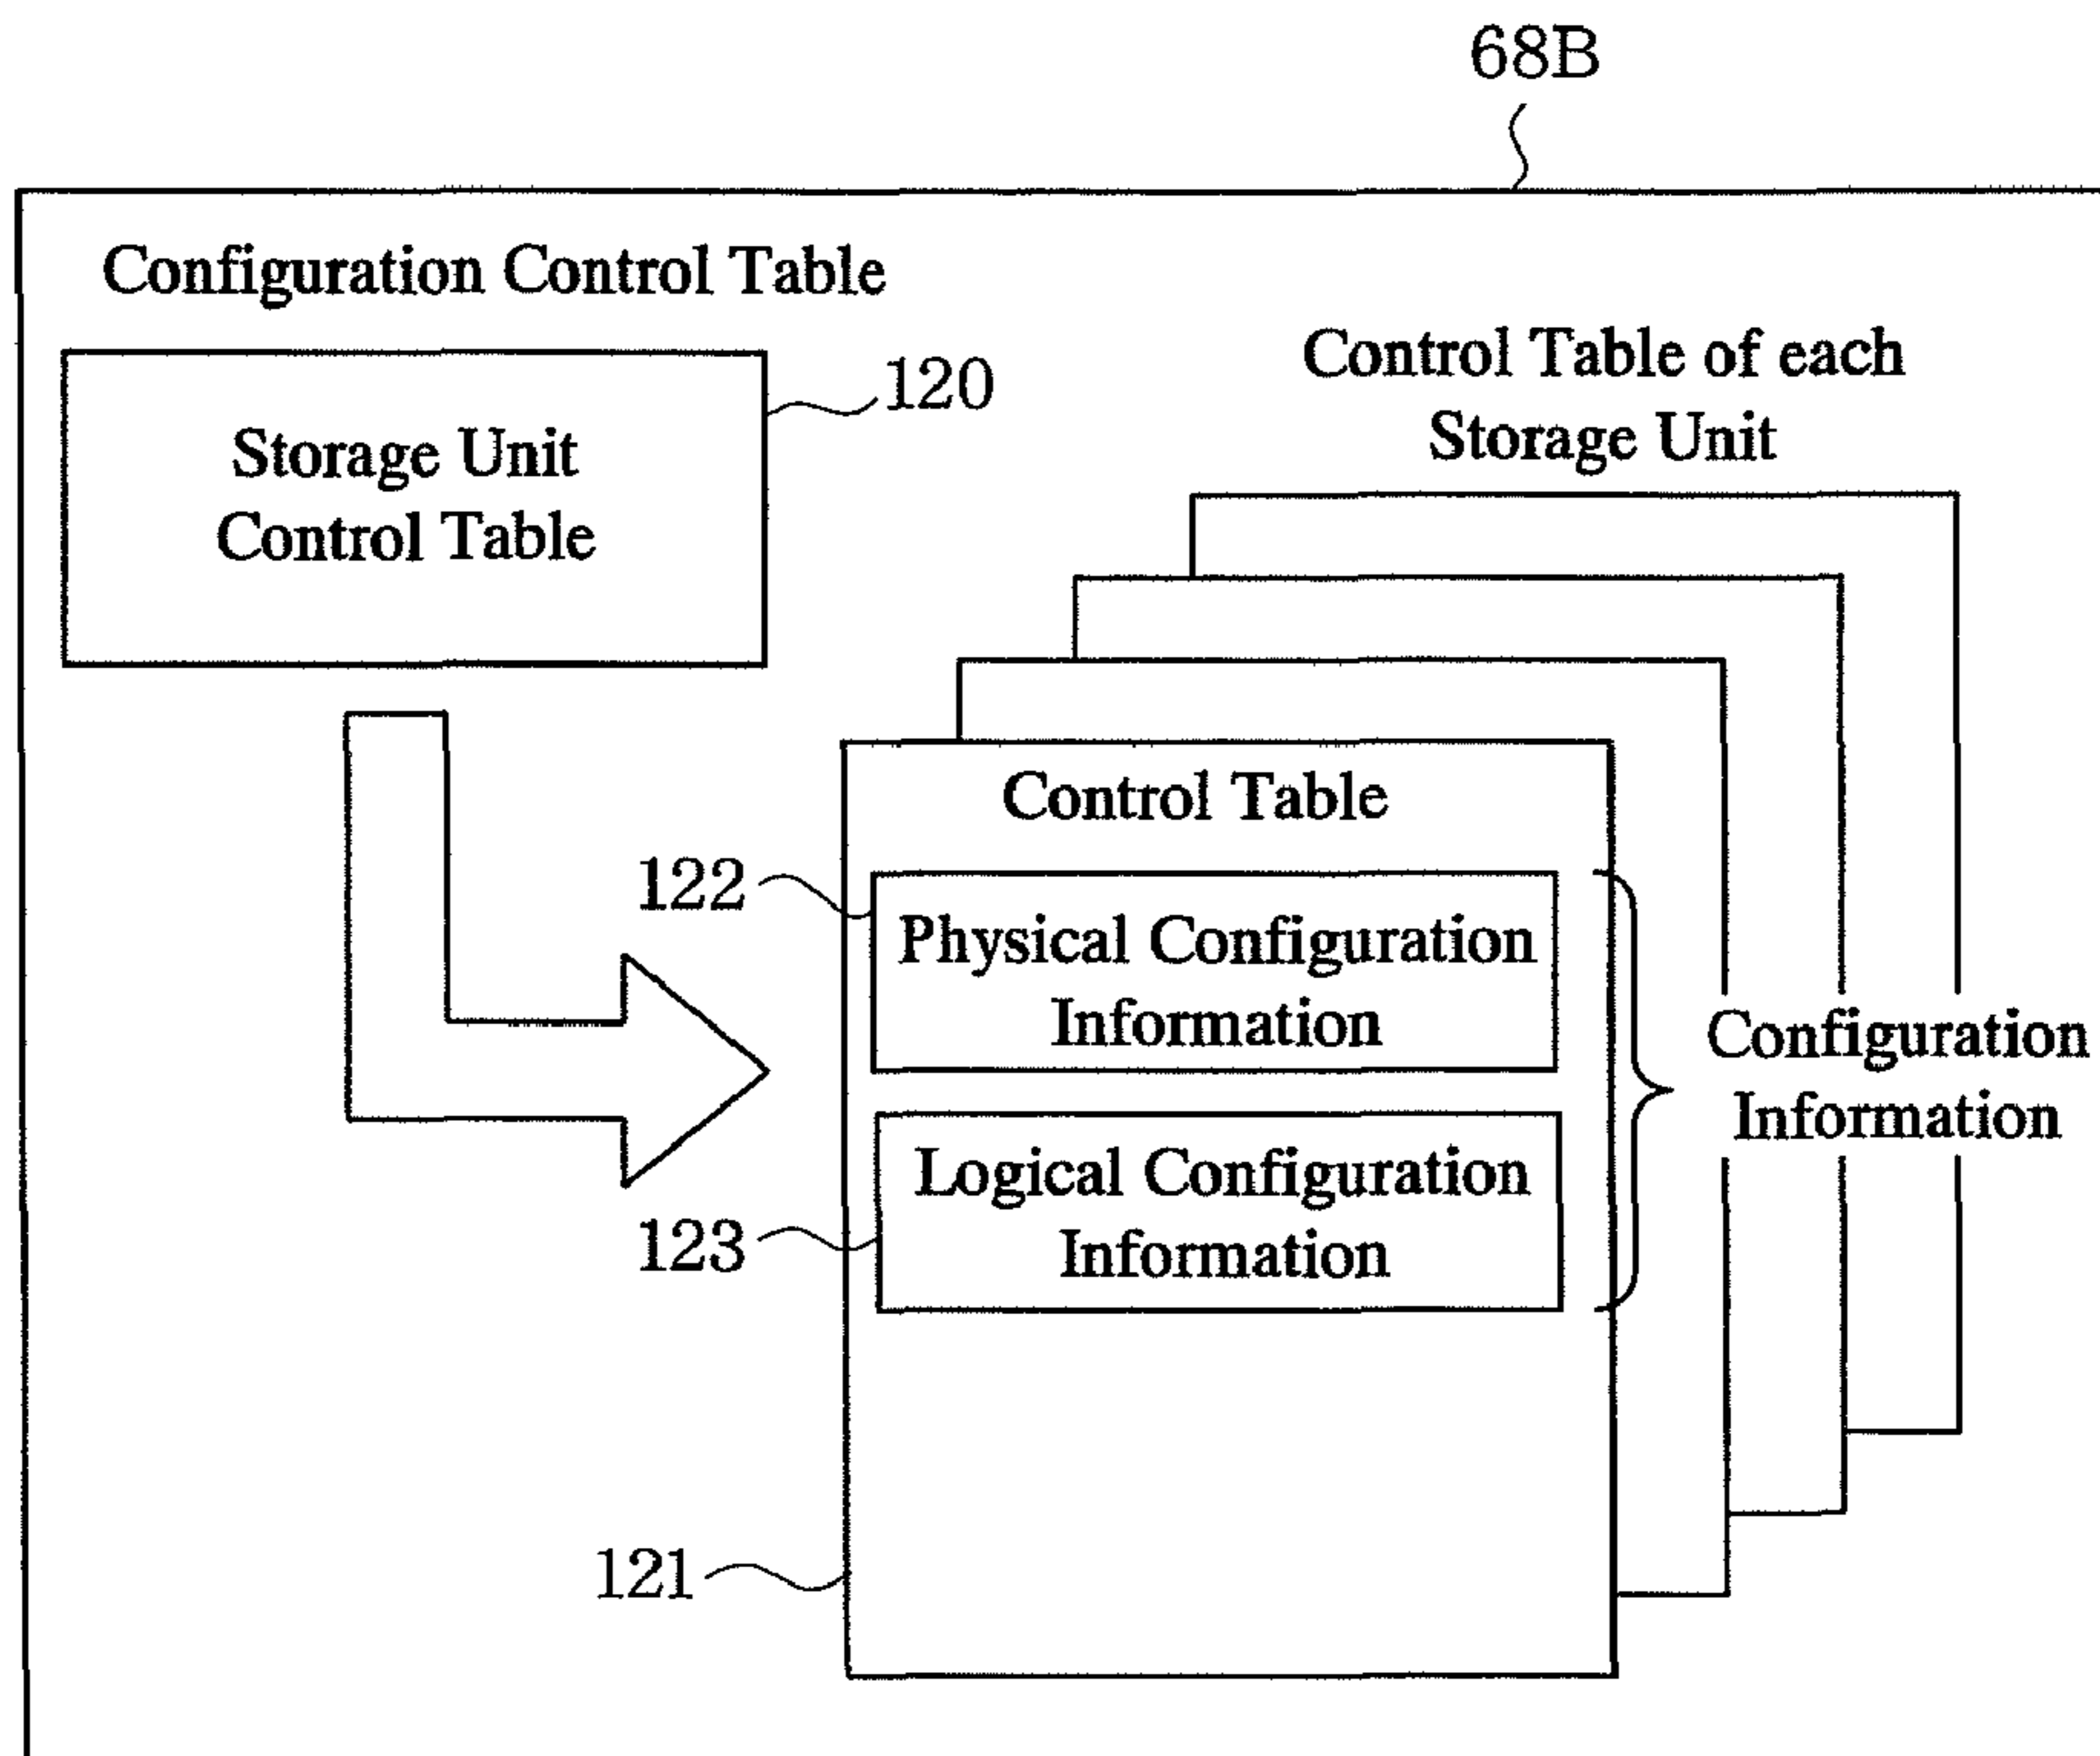 68B
Configuration Control Table
Storage Unit
Control Table
120
Control Table of each
Storage Unit
Control Table
122
Physical Configuration
Information
Configuration
Information
Logical Configuration
Information
123
121